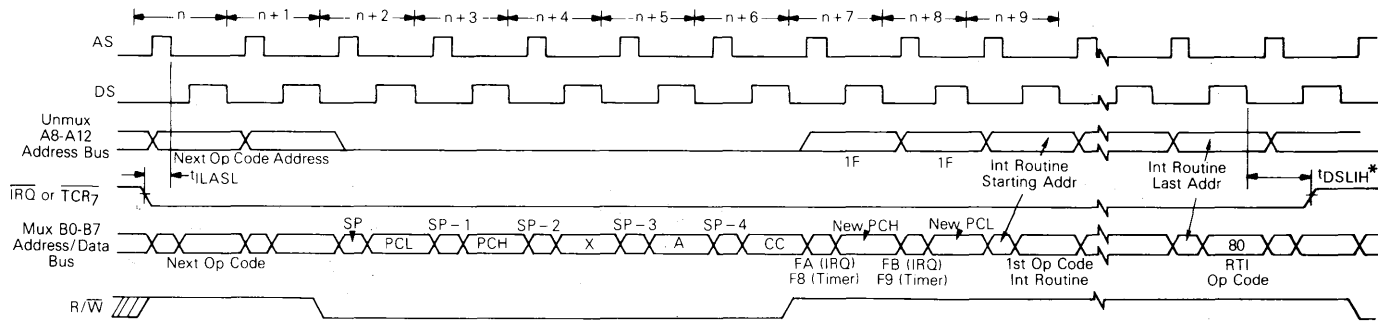 n n+1 n+2 n+3 n+4 n+5 n+6 n+7 n+8 n+9
AS
DS
Unmux
A8-A12
Address Bus
Next Op Code Address
1F 1F
Int Routine
Starting Addr
Int Routine
Last Addr
tILASL
tDSLIH*
IRQ or TCR7
Mux B0-B7
Address/Data
Bus
Next Op Code
SP PCL SP-1 PCH SP-2 X SP-3 A SP-4 CC New PCH New PCL 80
FA (IRQ)
F8 (Timer)
FB (IRQ)
F9 (Timer)
1st Op Code
Int Routine
RTI
Op Code
R/W